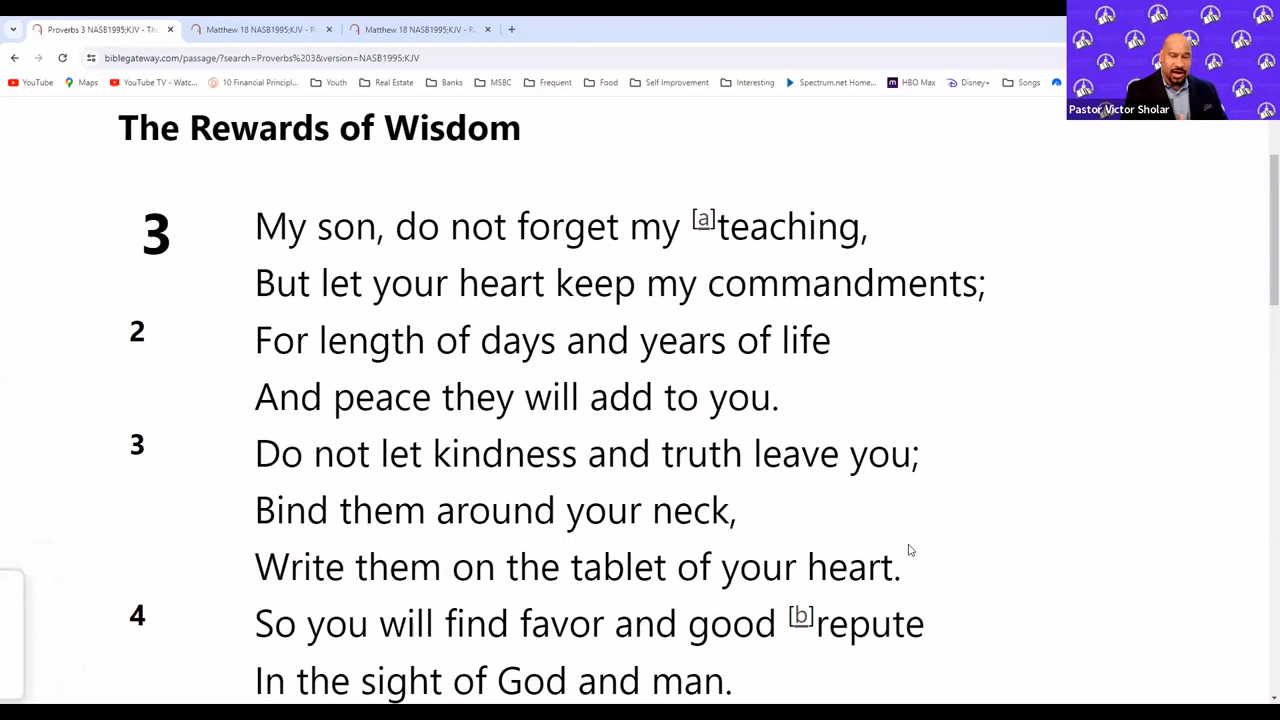 Proverbs 3 NASB1995;KJV - The
Matthew 18 NASB1995;KJV - R
Matthew 18 NASB1995;KJV - R
biblegateway.com/passage/?search=Proverbs%203&version=NASB1995;KJV
YouTube
Maps
YouTube TV - Watc...
10 Financial Principl...
Youth
Real Estate
Banks
MSBC
Frequent
Food
Self Improvement
Interesting
Spectrum.net Home...
HBO Max
Disney+
Songs
Pastor Victor Sholar
The Rewards of Wisdom
3 My son, do not forget my [a]teaching,
But let your heart keep my commandments;
2 For length of days and years of life
And peace they will add to you.
3 Do not let kindness and truth leave you;
Bind them around your neck,
Write them on the tablet of your heart.
4 So you will find favor and good [b]repute
In the sight of God and man.